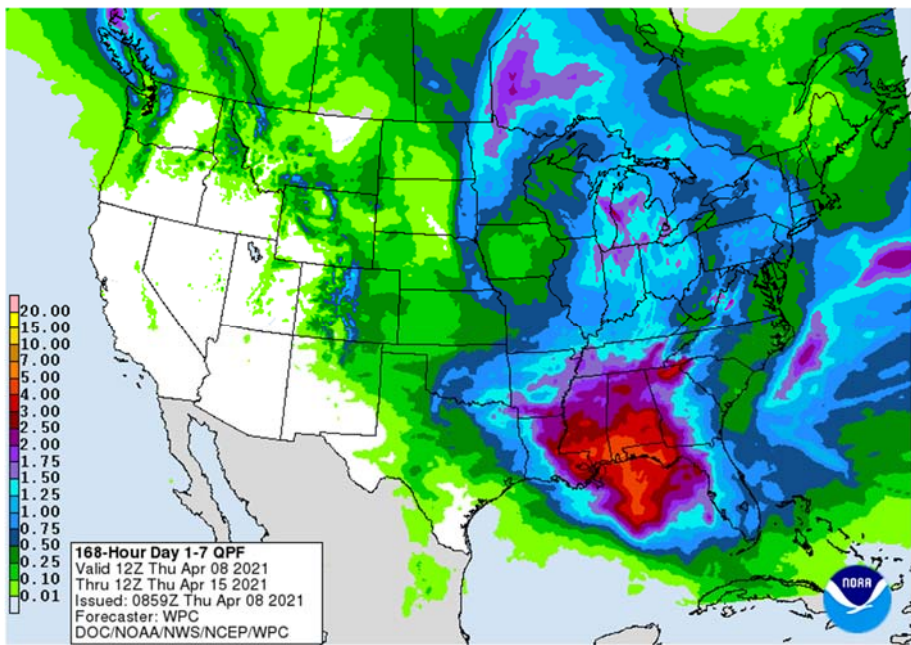 20.00
15.00
10.00
7.00
5.00
4.00
3.00
2.50
2.00
1.75
1.50
1.25
1.00
0.75
0.50
0.25
0.10
0.01
168-Hour Day 1-7 QPF
Valid 12Z Thu Apr 08 2021
Thru 12Z Thu Apr 15 2021
Issued: 0859Z Thu Apr 08 2021
Forecaster: WPC
DOC/NOAA/NWS/NCEP/WPC
NOAA